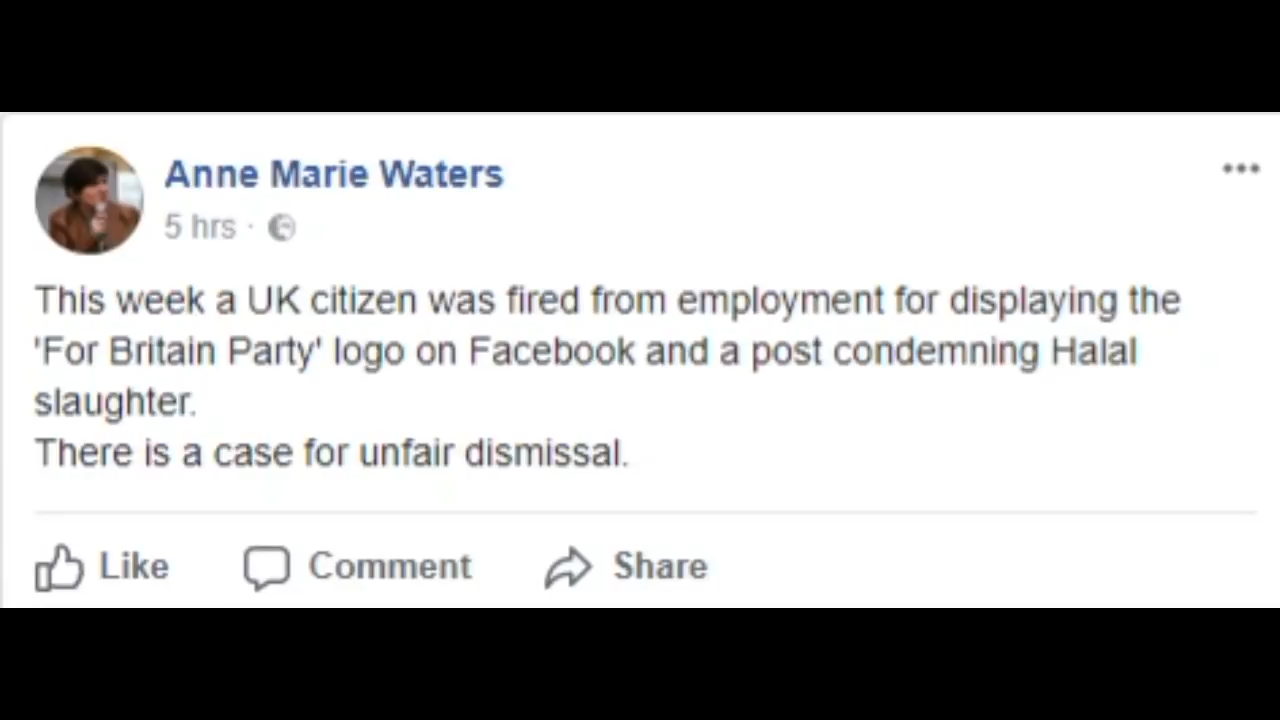 Anne Marie Waters
5 hrs ·
This week a UK citizen was fired from employment for displaying the
'For Britain Party' logo on Facebook and a post condemning Halal
slaughter.
There is a case for unfair dismissal.
Like Comment Share